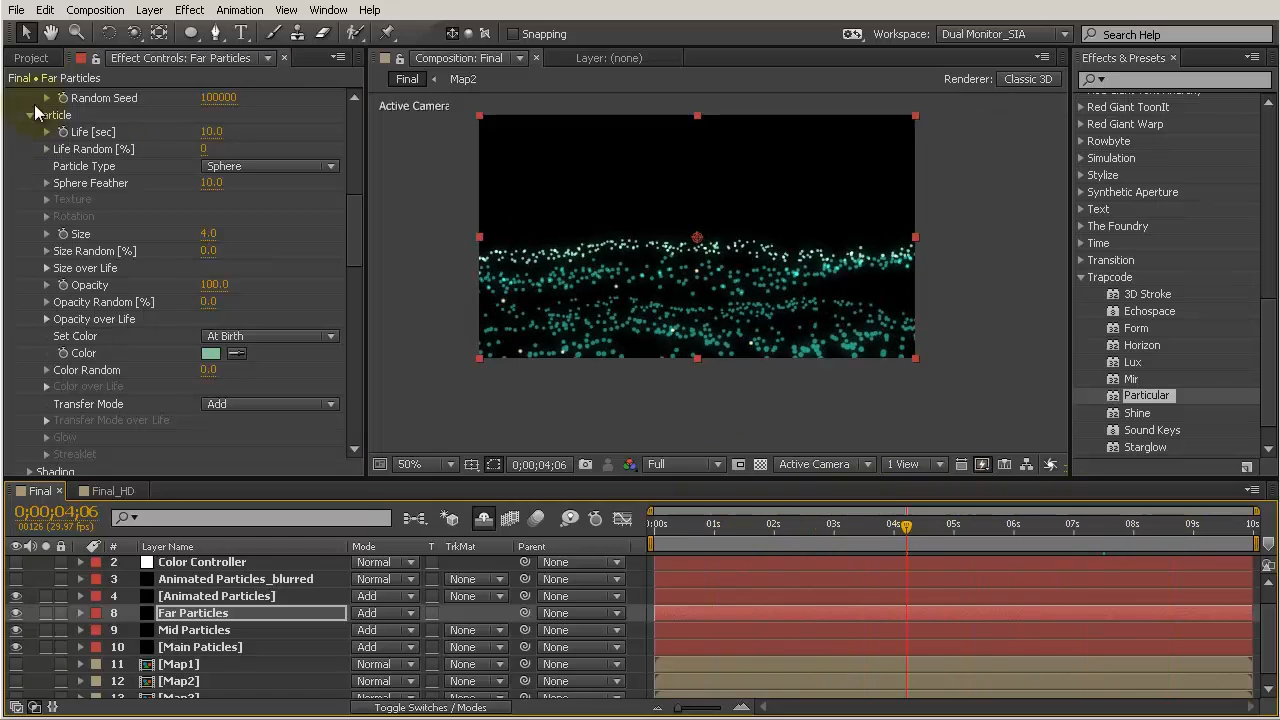 File Edit Composition Layer Effect Animation View Window Help
Snapping Workspace: Dual Monitor_SIA Search Help
Project Effect Controls: Far Particles Composition: Final Layer: (none) Effects & Presets
Final • Far Particles Final Map2 Renderer: Classic 3D
Random Seed 100000
Active Camera
Life [sec] 10.0
Life Random [%] 0
Particle Type Sphere
Sphere Feather 10.0
Texture
Rotation
Size 4.0
Size Random [%] 0.0
Size over Life
Opacity 100.0
Opacity Random [%] 0.0
Opacity over Life
Set Color At Birth
Color
Color Random 0.0
Color over Life
Transfer Mode Add
Transfer Mode over Life
Glow
Streaklet
Shading
50% 0;00;04;06 Full Active Camera 1 View
Red Giant ToonIt
Red Giant Warp
Rowbyte
Simulation
Stylize
Synthetic Aperture
Text
The Foundry
Time
Transition
Trapcode
3D Stroke
Echospace
Form
Horizon
Lux
Mir
Particular
Shine
Sound Keys
Starglow
Final Final_HD
0;00;04;06
00126 (29.97 fps)
:00s 01s 02s 03s 04s 05s 06s 07s 08s 09s 10s
# Layer Name Mode T TrkMat Parent
2 Color Controller Normal None
3 Animated Particles_blurred Normal None None
4 [Animated Particles] Add None None
8 Far Particles Add None
9 Mid Particles Add None None
10 [Main Paticles] Add None None
11 [Map1] Normal None None
12 [Map2] Normal None None
Toggle Switches / Modes